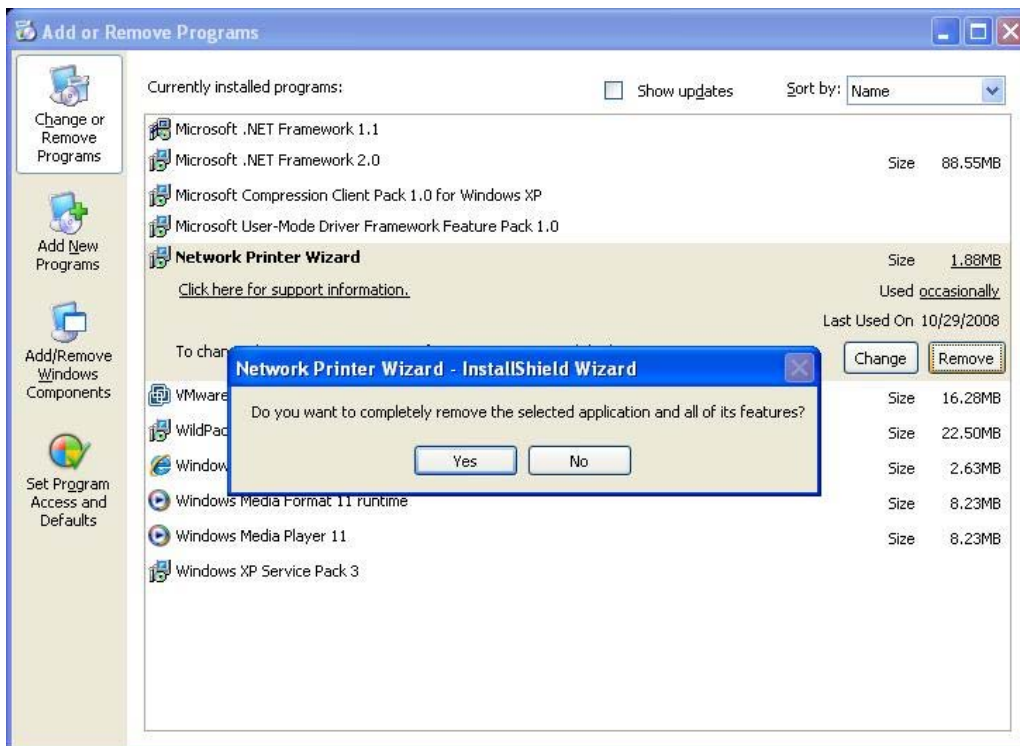 Add or Remove Programs
Change or
Remove
Programs
Add New
Programs
Add/Remove
Windows
Components
Set Program
Access and
Defaults
Currently installed programs:
Show updates
Sort by: Name
Microsoft .NET Framework 1.1
Microsoft .NET Framework 2.0 Size 88.55MB
Microsoft Compression Client Pack 1.0 for Windows XP
Microsoft User-Mode Driver Framework Feature Pack 1.0
Network Printer Wizard Size 1.88MB
Click here for support information. Used occasionally
Last Used On 10/29/2008
To Change Remove
Network Printer Wizard - InstallShield Wizard
Do you want to completely remove the selected application and all of its features?
Yes No
VMware Size 16.28MB
Size 22.50MB
Size 2.63MB
Windows Media Format 11 runtime Size 8.23MB
Windows Media Player 11 Size 8.23MB
Windows XP Service Pack 3